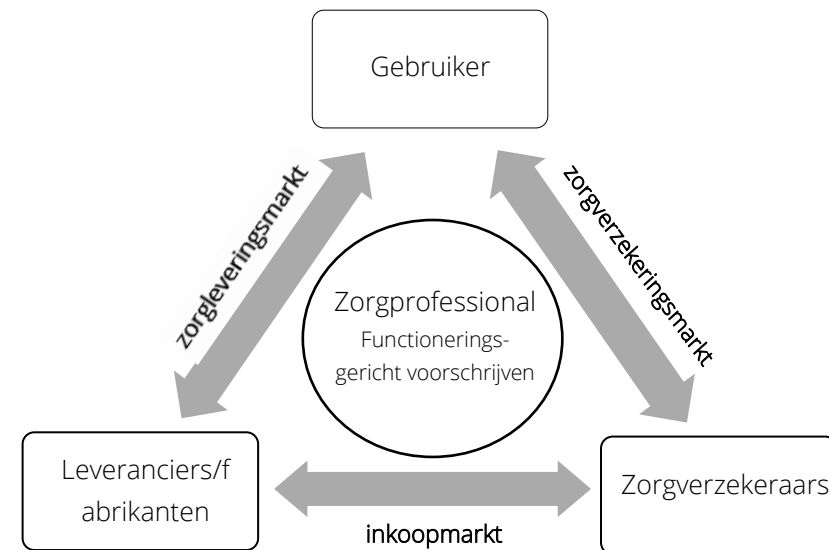 Gebruiker
zorgleveringsmarkt
zorgverzekeringsmarkt
Zorgprofessional
Functionerings-
gericht voorschrijven
Leveranciers/f
abrikanten
Zorgverzekeraars
inkoopmarkt